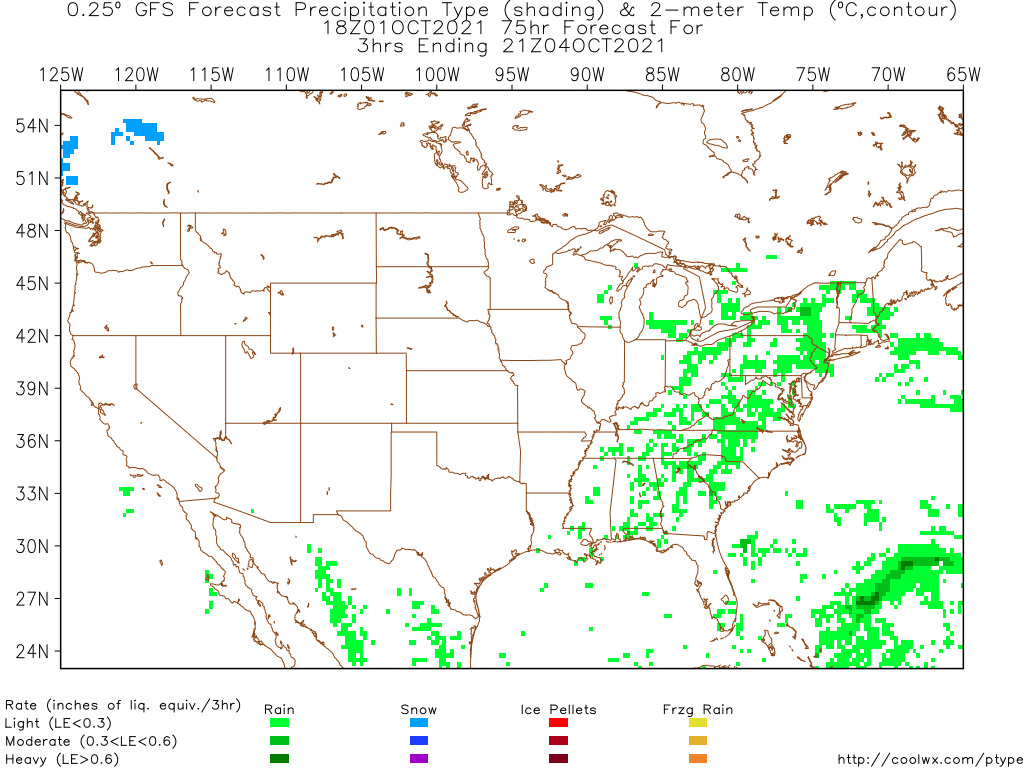 0.25º GFS Forecast Precipitation Type (shading) & 2-meter Temp (ºC,contour)
18Z01OCT2021 75hr Forecast For
3hrs Ending 21Z04OCT2021
125W 120W 115W 110W 105W 100W 95W 90W 85W 80W 75W 70W 65W
54N
51N
48N
45N
42N
39N
36N
33N
30N
27N
24N
Rate (inches of liq. equiv./3hr) Rain Snow Ice Pellets Frzg Rain
Light (LE<0.3)
Moderate (0.3<LE<0.6)
Heavy (LE>0.6)
http://coolwx.com/ptype